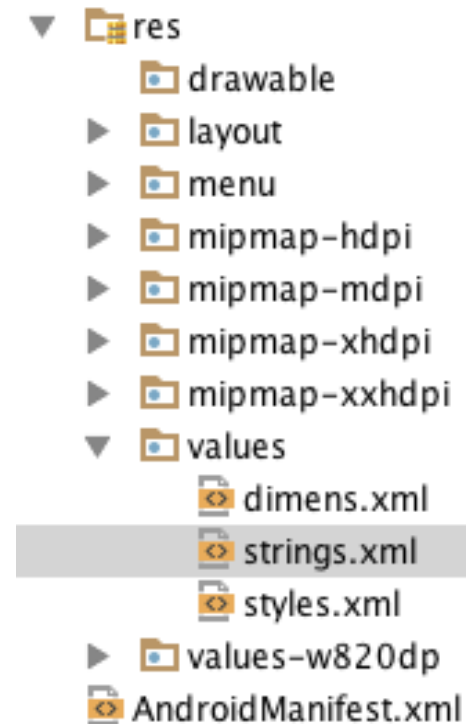 res
drawable
layout
menu
mipmap-hdpi
mipmap-mdpi
mipmap-xhdpi
mipmap-xxhdpi
values
dimens.xml
strings.xml
styles.xml
values-w820dp
AndroidManifest.xml